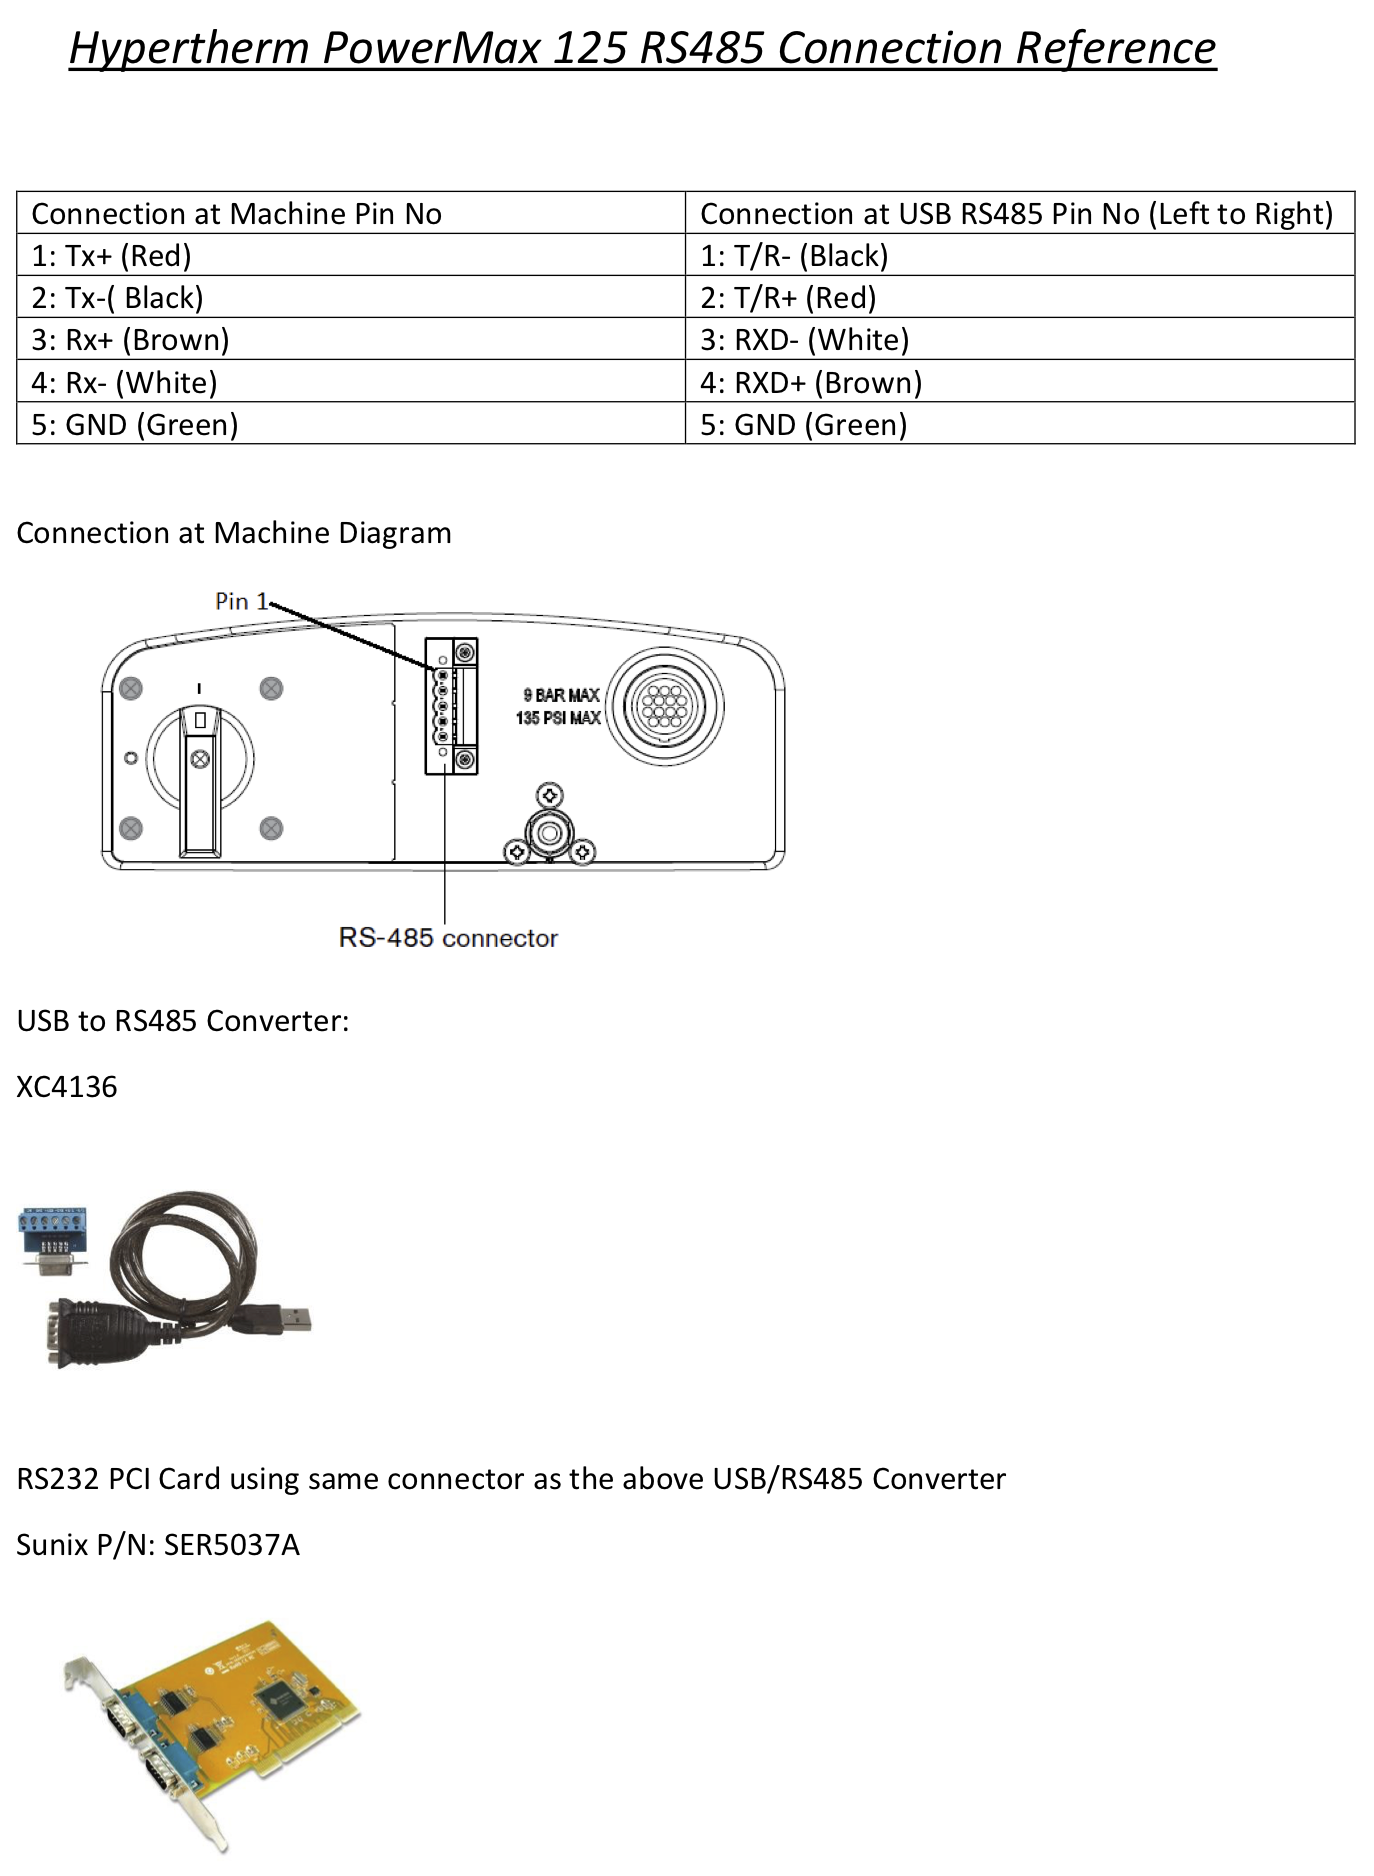 Hypertherm PowerMax 125 RS485 Connection Reference
Connection at Machine Pin No
Connection at USB RS485 Pin No (Left to Right)
1: Tx+ (Red)
1: T/R- (Black)
2: Tx-( Black)
2: T/R+ (Red)
3: Rx+ (Brown)
3: RXD- (White)
4: Rx- (White)
4: RXD+ (Brown)
5: GND (Green)
5: GND (Green)
Connection at Machine Diagram
Pin 1
9 BAR MAX
135 PSI MAX
RS-485 connector
USB to RS485 Converter:
XC4136
RS232 PCI Card using same connector as the above USB/RS485 Converter
Sunix P/N: SER5037A